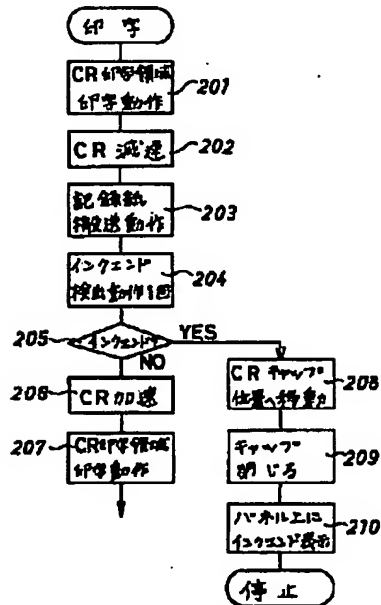 印字
CR印字領域
印字動作
201
CR 減速
202
記録紙
搬送動作
203
インクエンド
検出動作1回
204
205
インクエンド?
YES
NO
206
CR加速
207
CR印字領域
印字動作
CRキャップ
位置へ移動
208
キャップ
閉じる
209
パネル上に
インクエンド表示
210
停止